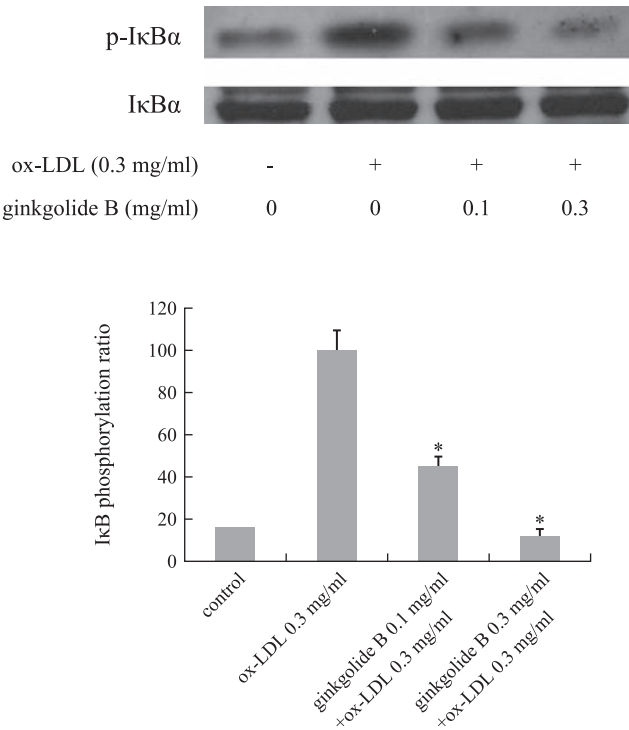 p-IκBα
IκBα
ox-LDL (0.3 mg/ml) - + + +
ginkgolide B (mg/ml) 0 0 0.1 0.3
IκB phosphorylation ratio
120
100
80
60
40
20
0
*
*
control
ox-LDL 0.3 mg/ml
ginkgolide B 0.1 mg/ml
+ox-LDL 0.3 mg/ml
ginkgolide B 0.3 mg/ml
+ox-LDL 0.3 mg/ml